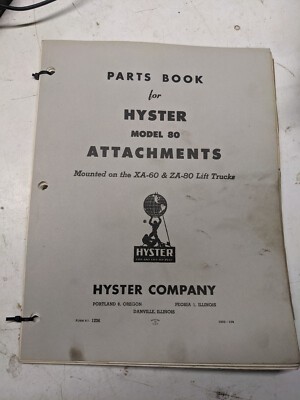 PARTS BOOK
for
HYSTER
MODEL 80
ATTACHMENTS
Mounted on the XA-60 & ZA-80 Lift Trucks
HYSTER
HYSTER COMPANY
PORTLAND 8, OREGON PEORIA 1, ILLINOIS
DANVILLE, ILLINOIS
FORM